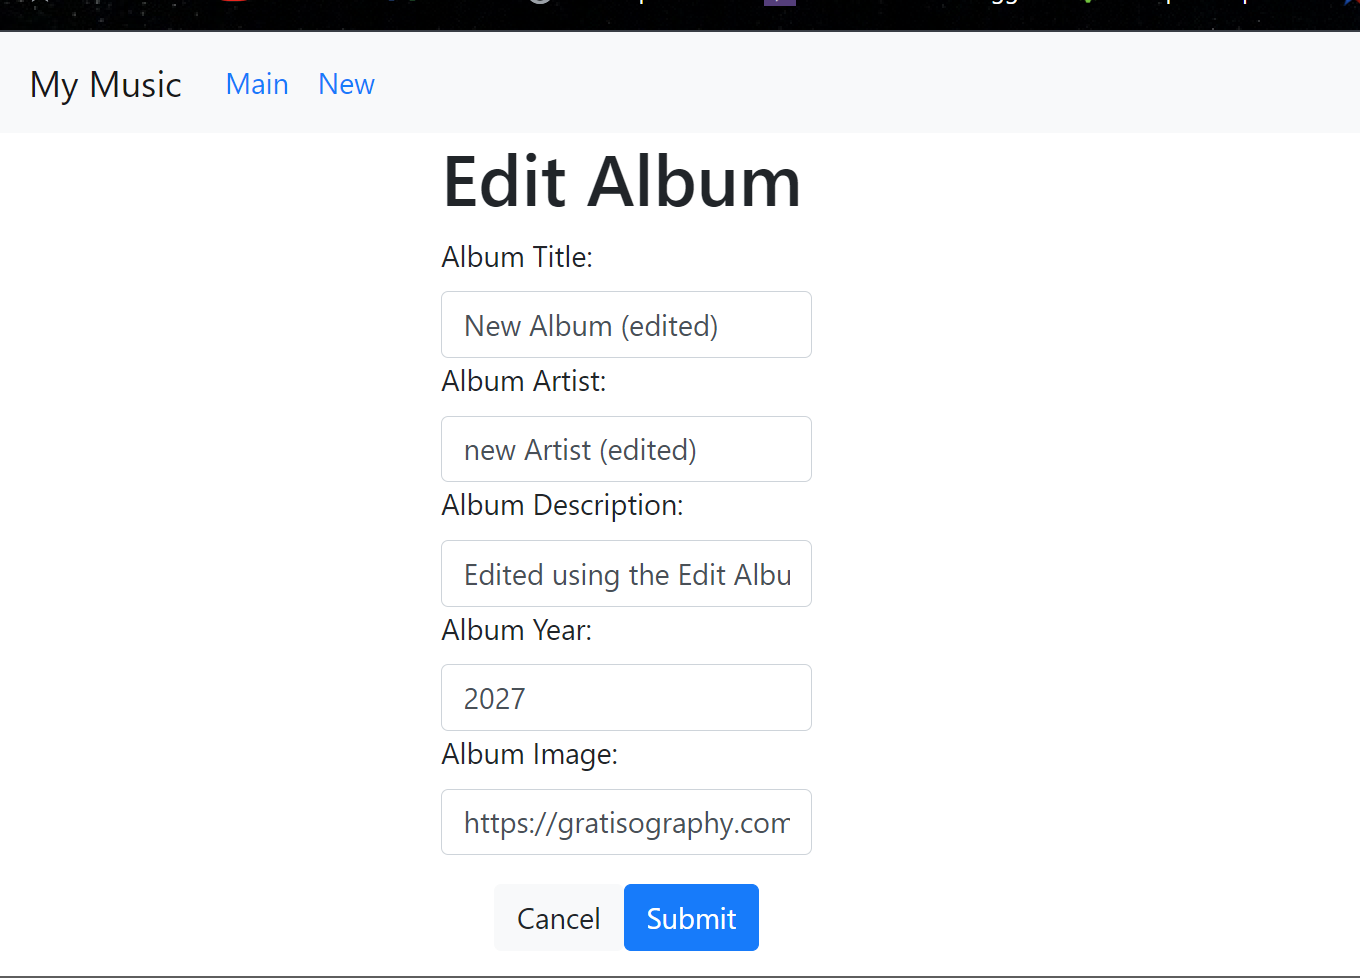 My Music Main New
Edit Album
Album Title:
New Album (edited)
Album Artist:
new Artist (edited)
Album Description:
Edited using the Edit Albu
Album Year:
2027
Album Image:
https://gratisography.com
Cancel Submit